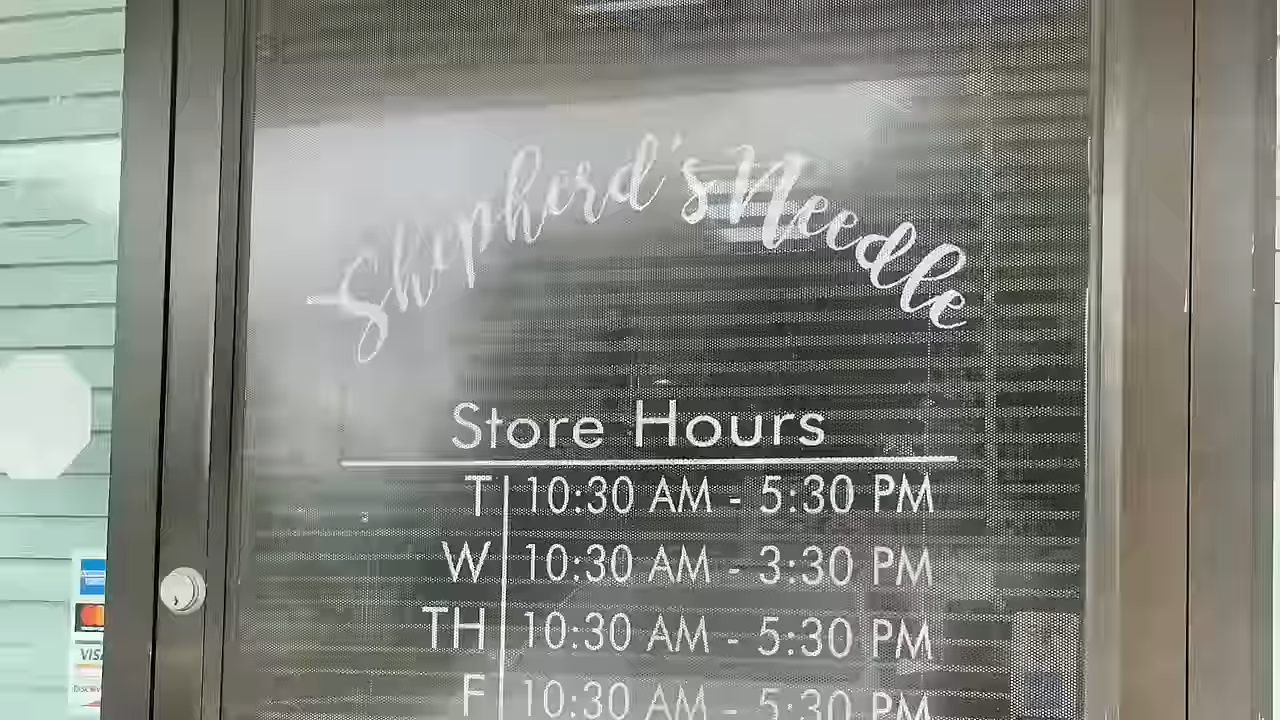 Shepherd's Needle
Store Hours
T 10:30 AM - 5:30 PM
W 10:30 AM - 3:30 PM
TH 10:30 AM - 5:30 PM
F 10:30 AM - 5:30 PM
VISA